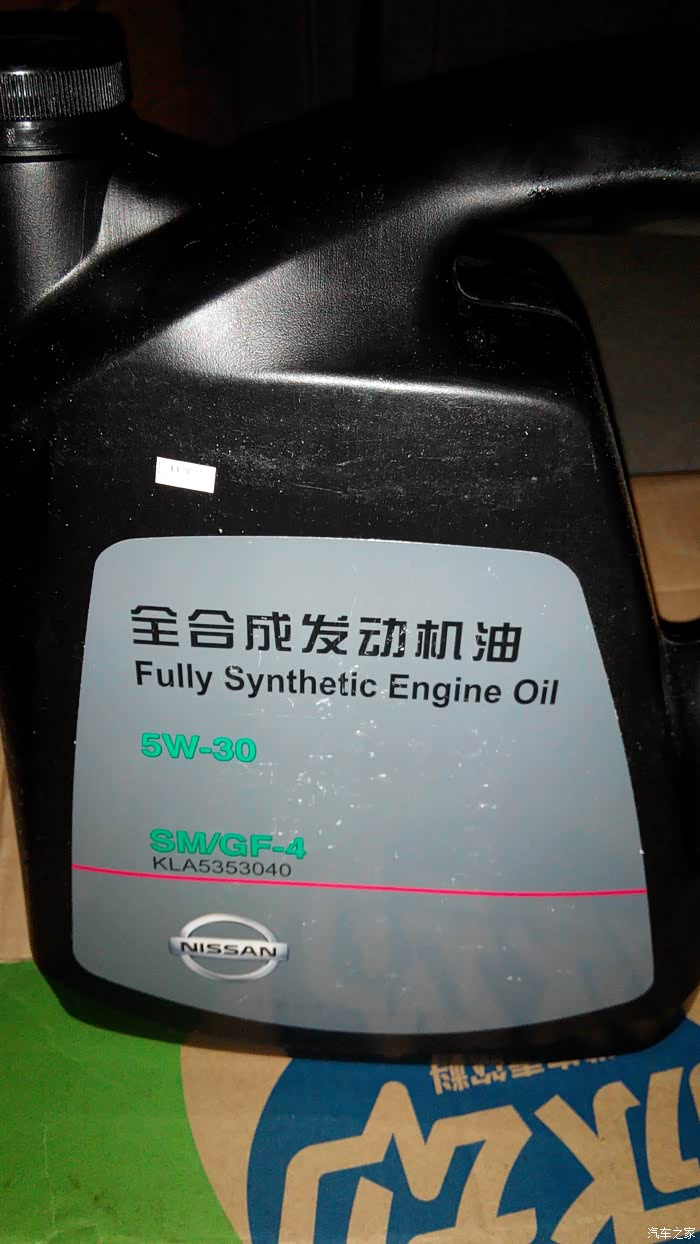 全合成发动机油
Fully Synthetic Engine Oil
5W-30
SM/GF-4
KLA5353040
NISSAN
汽车之家